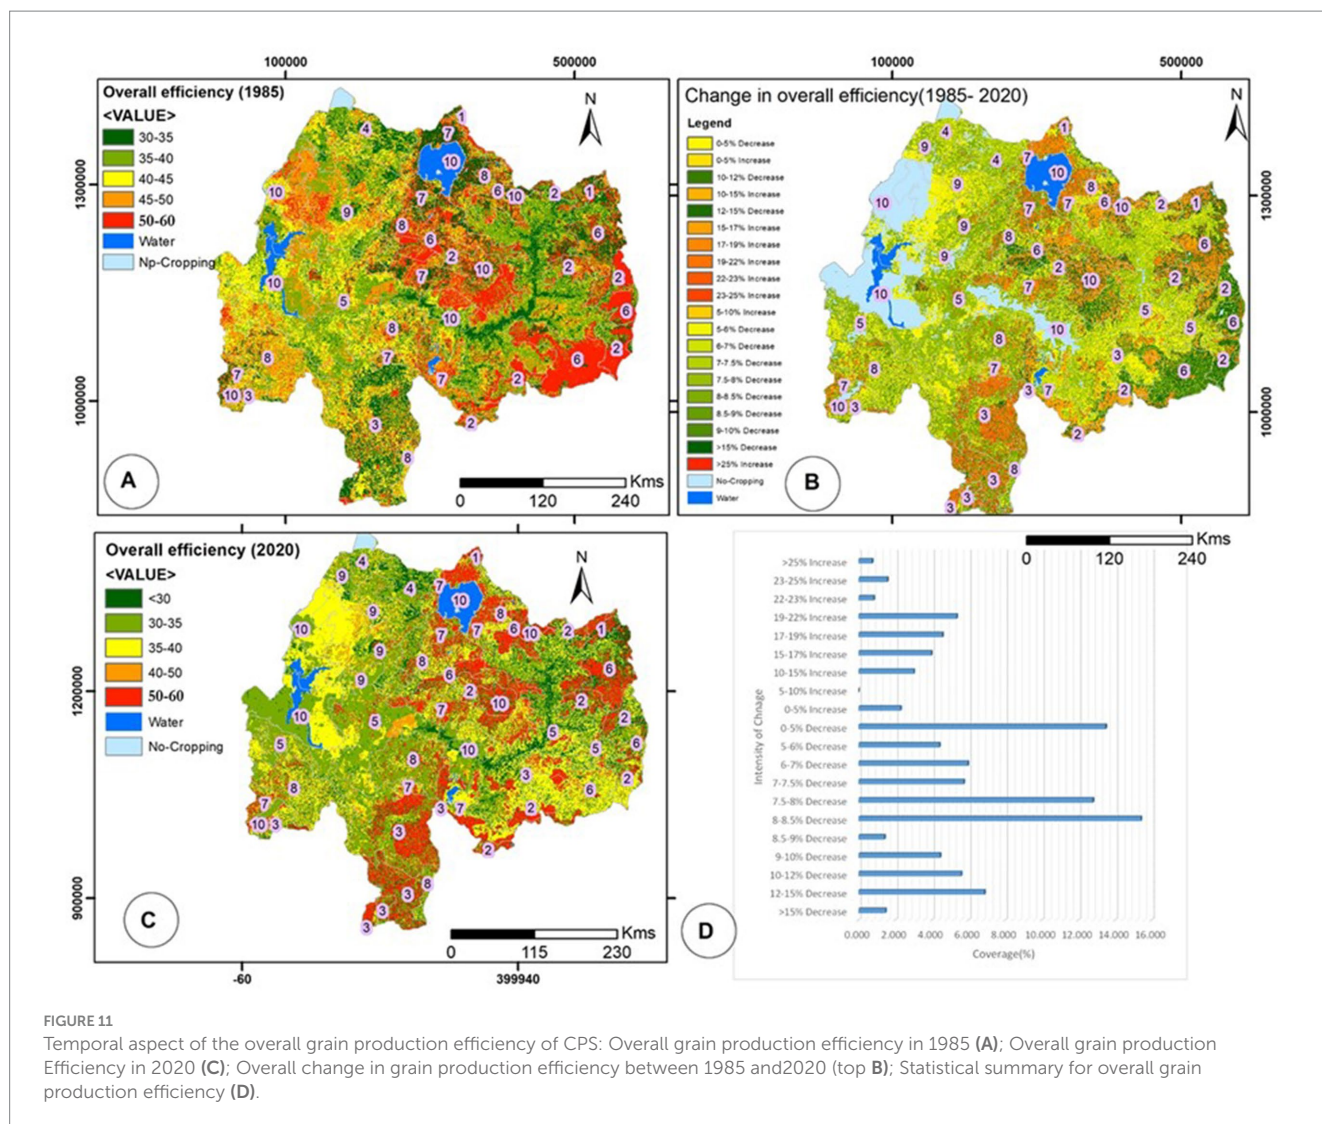 100000
500000
Overall efficiency (1985)
<VALUE>
30-35
35-40
40-45
45-50
50-60
Water
Np-Cropping
N
1300000
1000000
A
Kms
0 120 240
100000
500000
Change in overall efficiency(1985- 2020)
Legend
0-5% Decrease
0-5% Increase
10-12% Decrease
10-15% Increase
12-15% Decrease
15-17% Increase
17-19% Increase
19-22% Increase
22-23% Increase
23-25% Increase
5-10% Increase
5-6% Decrease
6-7% Decrease
7-7.5% Decrease
7.5-8% Decrease
8-8.5% Decrease
8.5-9% Decrease
9-10% Decrease
>15% Decrease
>25% Increase
No-Cropping
Water
N
1300000
1000000
B
Kms
0 120 240
Overall efficiency (2020)
<VALUE>
<30
30-35
35-40
40-50
50-60
Water
No-Cropping
N
1200000
900000
C
Kms
0 115 230
-60
399940
Intensity of Chnage
>25% Increase
23-25% Increase
22-23% Increase
19-22% Increase
17-19% Increase
15-17% Increase
10-15% Increase
5-10% Increase
0-5% Increase
0-5% Decrease
5-6% Decrease
6-7% Decrease
7-7.5% Decrease
7.5-8% Decrease
8-8.5% Decrease
8.5-9% Decrease
9-10% Decrease
10-12% Decrease
12-15% Decrease
>15% Decrease
0.000 2.000 4.000 6.000 8.000 10.000 12.000 14.000 16.000
Coverage(%)
D
FIGURE 11
Temporal aspect of the overall grain production efficiency of CPS: Overall grain production efficiency in 1985 (A); Overall grain production
Efficiency in 2020 (C); Overall change in grain production efficiency between 1985 and2020 (top B); Statistical summary for overall grain
production efficiency (D).